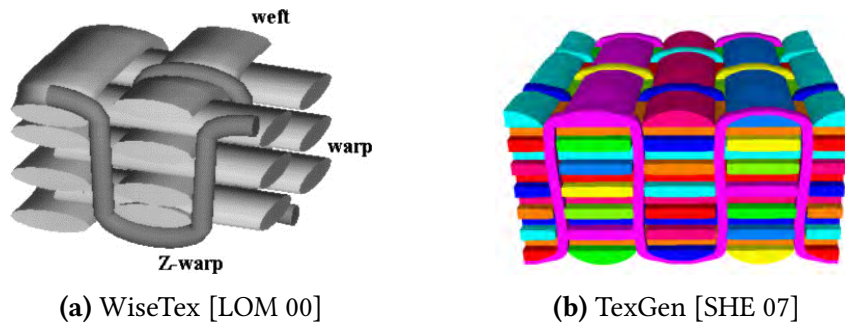 weft
warp
Z-warp
(a) WiseTex [LOM 00]
(b) TexGen [SHE 07]